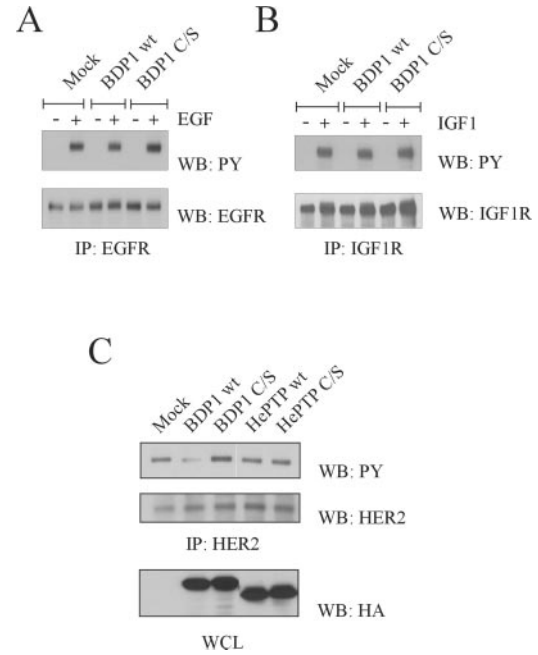 A
Mock
BDP1 wt
BDP1 C/S
- + - + - + EGF
WB: PY
WB: EGFR
IP: EGFR
B
Mock
BDP1 wt
BDP1 C/S
- + - + - + IGF1
WB: PY
WB: IGF1R
IP: IGF1R
C
Mock
BDP1 wt
BDP1 C/S
HePTP wt
HePTP C/S
WB: PY
WB: HER2
IP: HER2
WB: HA
WCL